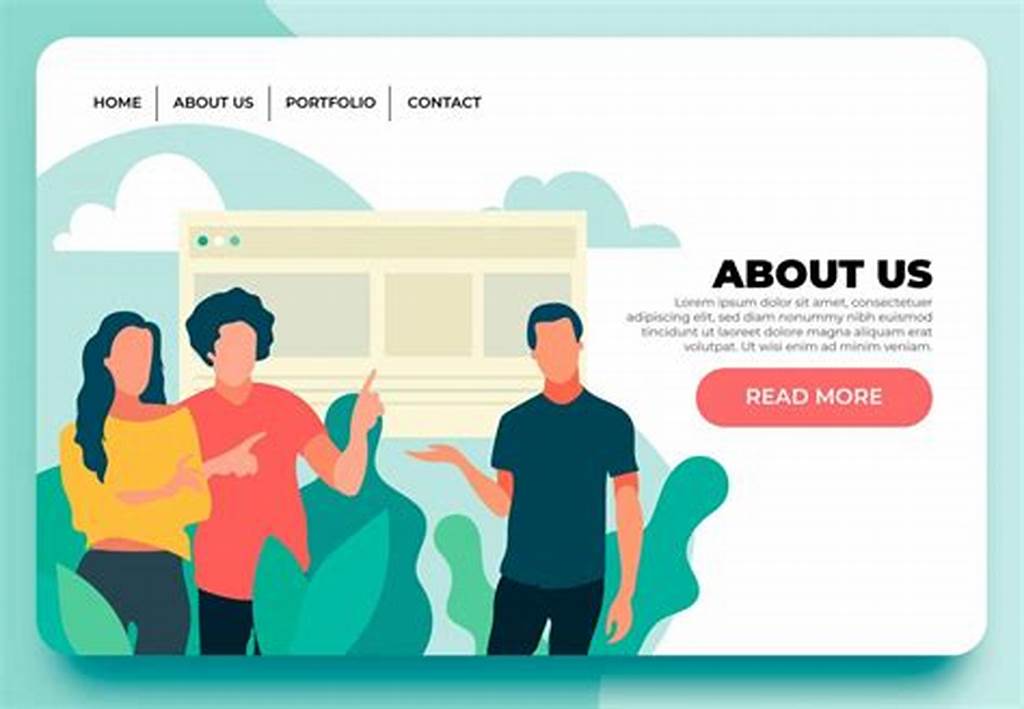 HOME
ABOUT US
PORTFOLIO
CONTACT
ABOUT US
Lorem ipsum dolor sit amet, consectetuer
adipiscing elit, sed diam nonummy nibh euismod
tincidunt ut laoreet dolore magna aliquam erat
volutpat. Ut wisi enim ad minim veniam.
READ MORE